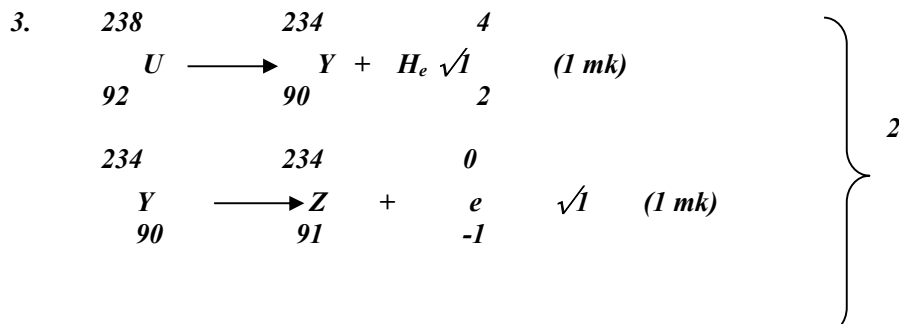 3. 238 234 4
U ⟶ Y + He √1 (1 mk)
92 90 2
2
234 234 0
Y ⟶ Z + e √1 (1 mk)
90 91 -1